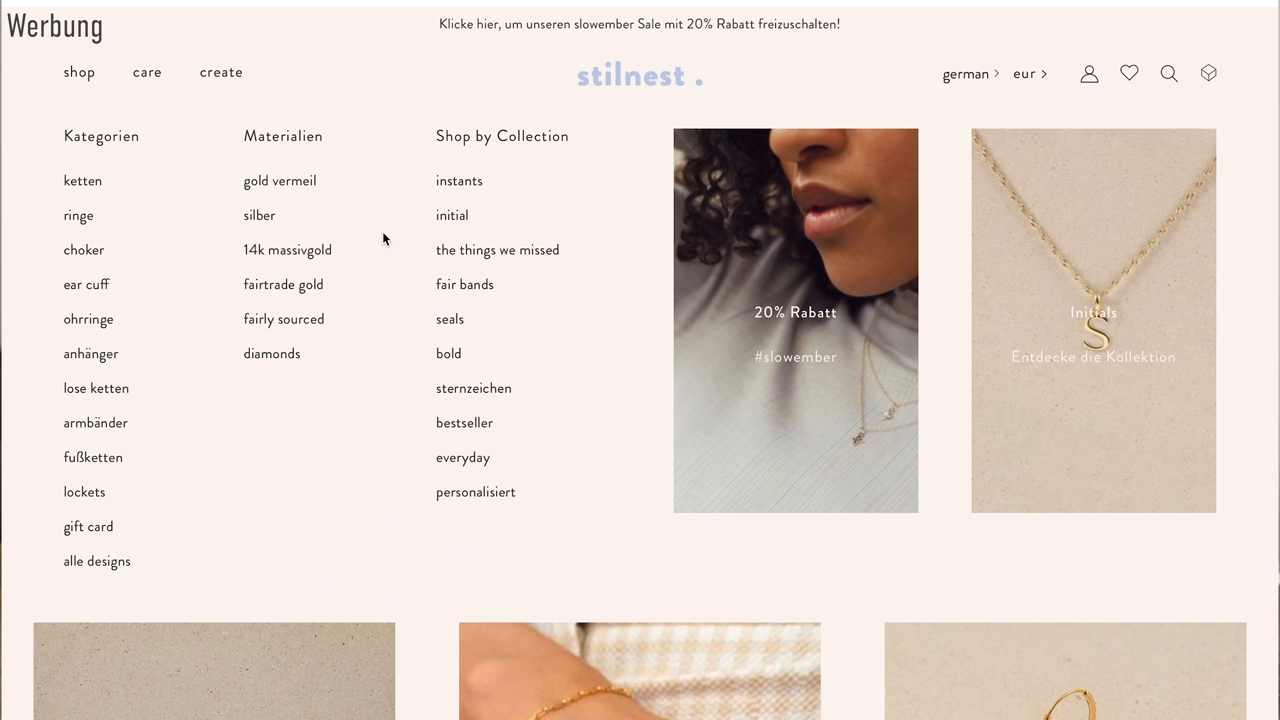 Werbung
Klicke hier, um unseren slowember Sale mit 20% Rabatt freizuschalten!
shop care create
stilnest .
german eur
Kategorien
ketten
ringe
choker
ear cuff
ohrringe
anhänger
lose ketten
armbänder
fußketten
lockets
gift card
alle designs
Materialien
gold vermeil
silber
14k massivgold
fairtrade gold
fairly sourced
diamonds
Shop by Collection
instants
initial
the things we missed
fair bands
seals
bold
sternzeichen
bestseller
everyday
personalisiert
20% Rabatt
#slowember
Initials
S
Entdecke die Kollektion